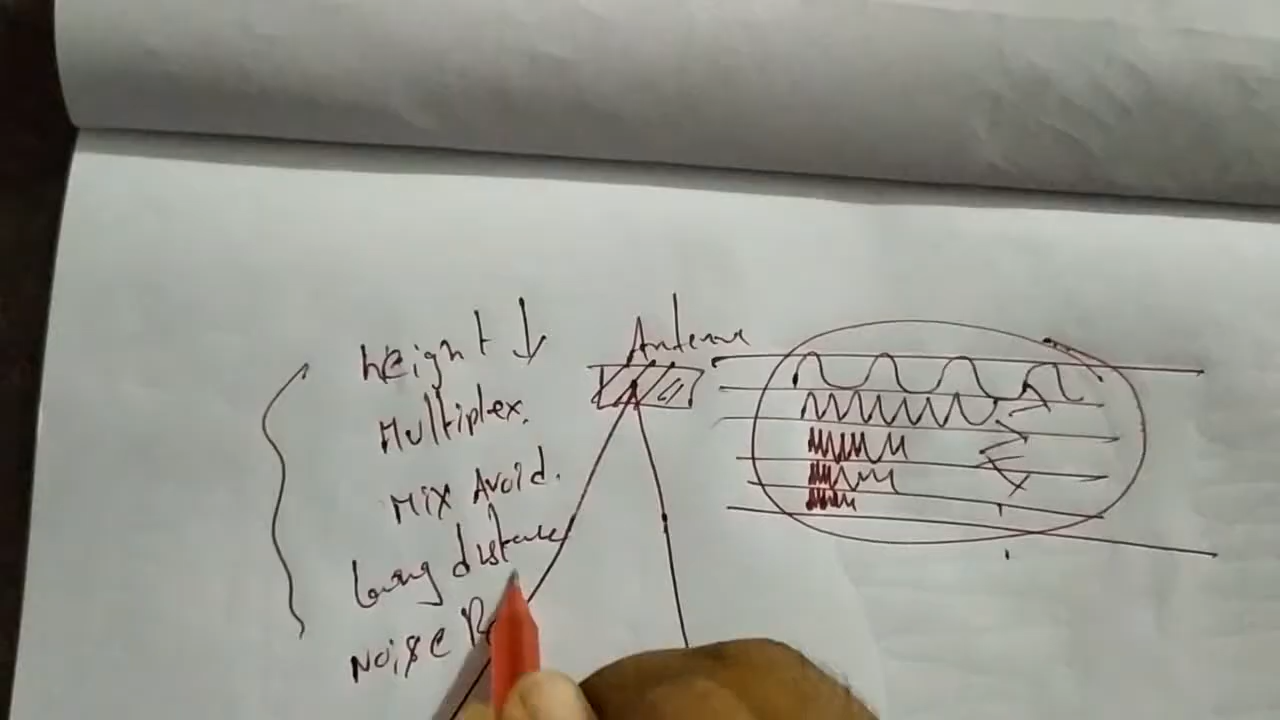 height ↓
Antenna
Multiplex.
Mix Avoid.
Long distance
Noise R